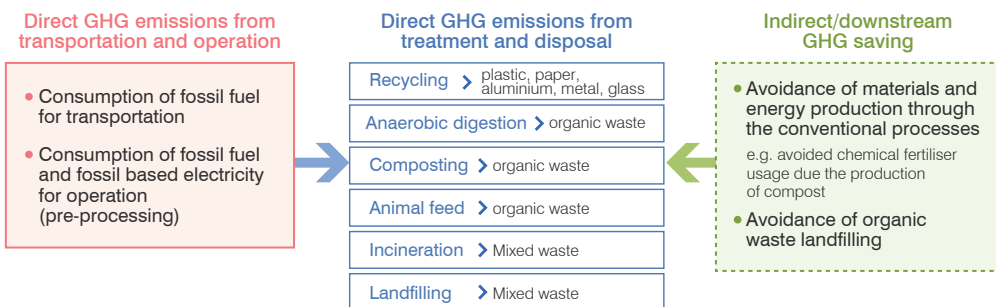 Direct GHG emissions from
transportation and operation
• Consumption of fossil fuel
for transportation
• Consumption of fossil fuel
and fossil based electricity
for operation
(pre-processing)
Direct GHG emissions from
treatment and disposal
Recycling > plastic, paper,
aluminium, metal, glass
Anaerobic digestion > organic waste
Composting > organic waste
Animal feed > organic waste
Incineration > Mixed waste
Landfilling > Mixed waste
Indirect/downstream
GHG saving
• Avoidance of materials and
energy production through
the conventional processes
e.g. avoided chemical fertiliser
usage due the production
of compost
• Avoidance of organic
waste landfilling